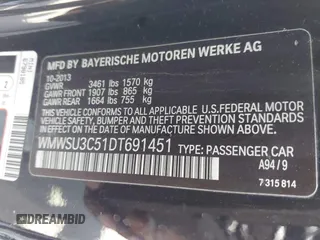 MFD BY BAYERISCHE MOTOREN WERKE AG
10-2013
GVWR 3461 lbs 1570 kg
GAWR FRONT 1907 lbs 865 kg
GAWR REAR 1664 lbs 755 kg
THIS VEHICLE CONFORMS TO ALL APPLICABLE
U.S. FEDERAL MOTOR VEHICLE SAFETY,
BUMPER, AND THEFT PREVENTION STANDARDS
IN EFFECT ON THE DATE OF MANUFACTURE
SHOWN ABOVE.
WMWSU3C51DT691451 TYPE: PASSENGER CAR
A94 / 9
7 315 814
DREAMBID